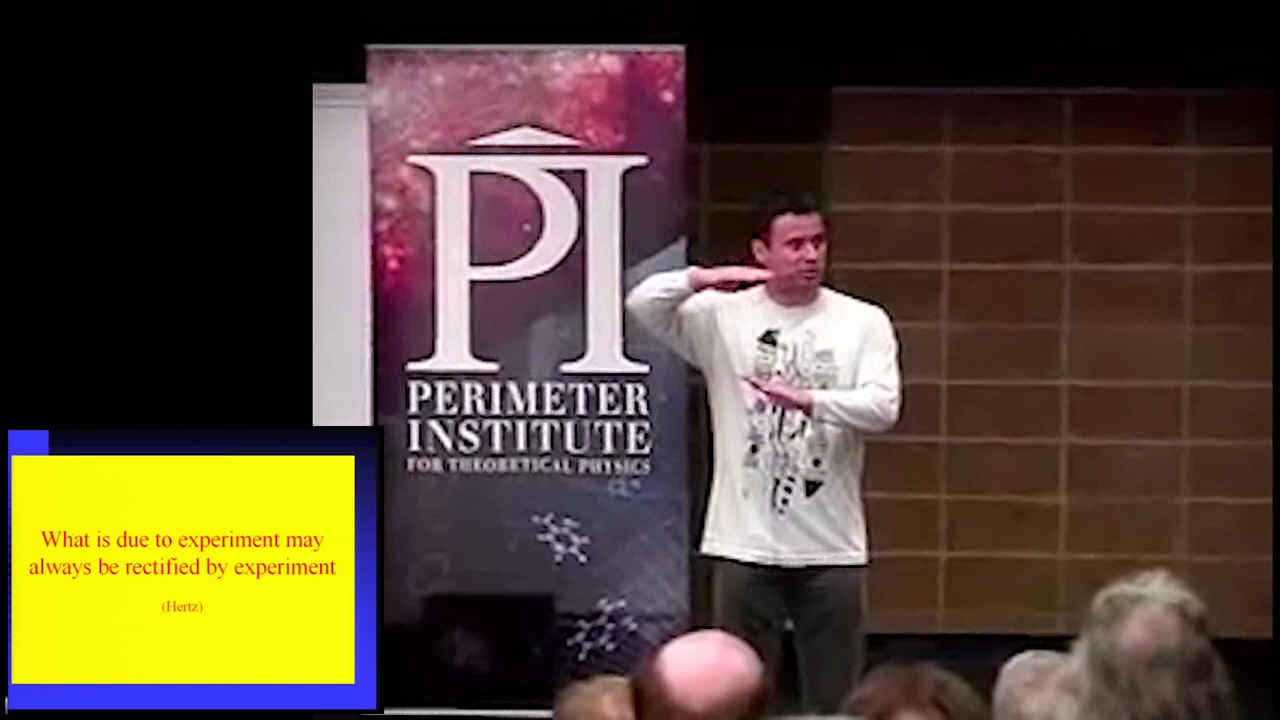 PI
PERIMETER
INSTITUTE
FOR THEORETICAL PHYSICS
What is due to experiment may
always be rectified by experiment
(Hertz)